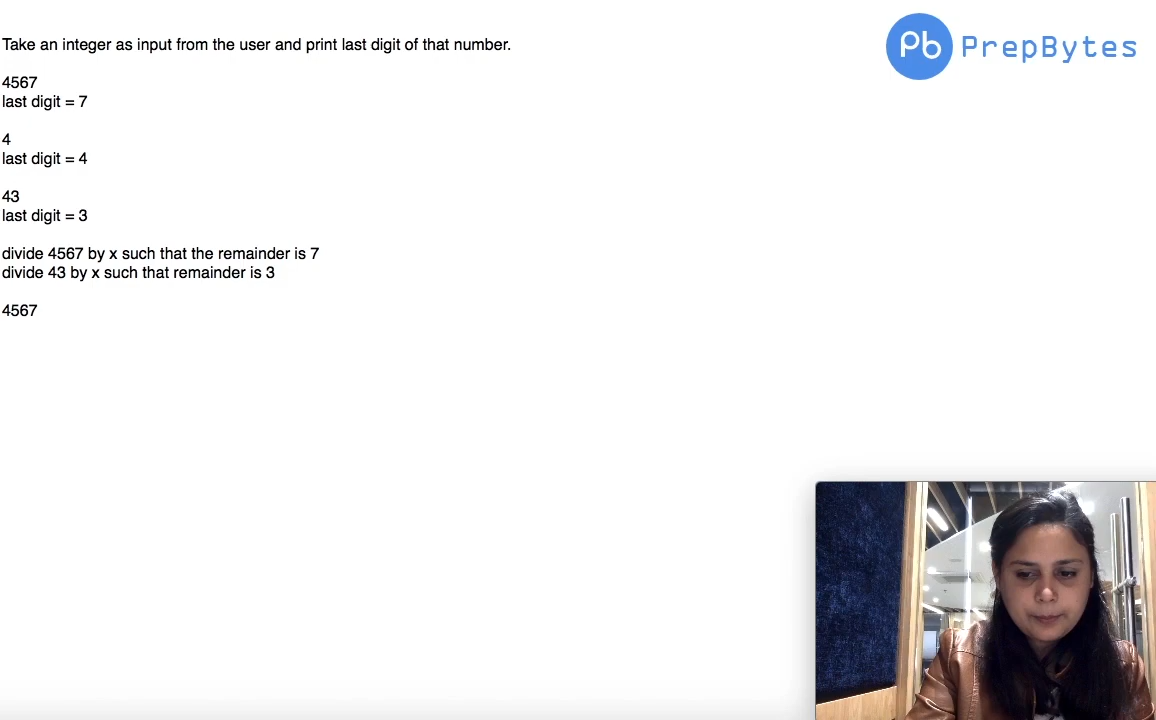 Take an integer as input from the user and print last digit of that number.
Pb PrepBytes
4567
last digit = 7
4
last digit = 4
43
last digit = 3
divide 4567 by x such that the remainder is 7
divide 43 by x such that remainder is 3
4567